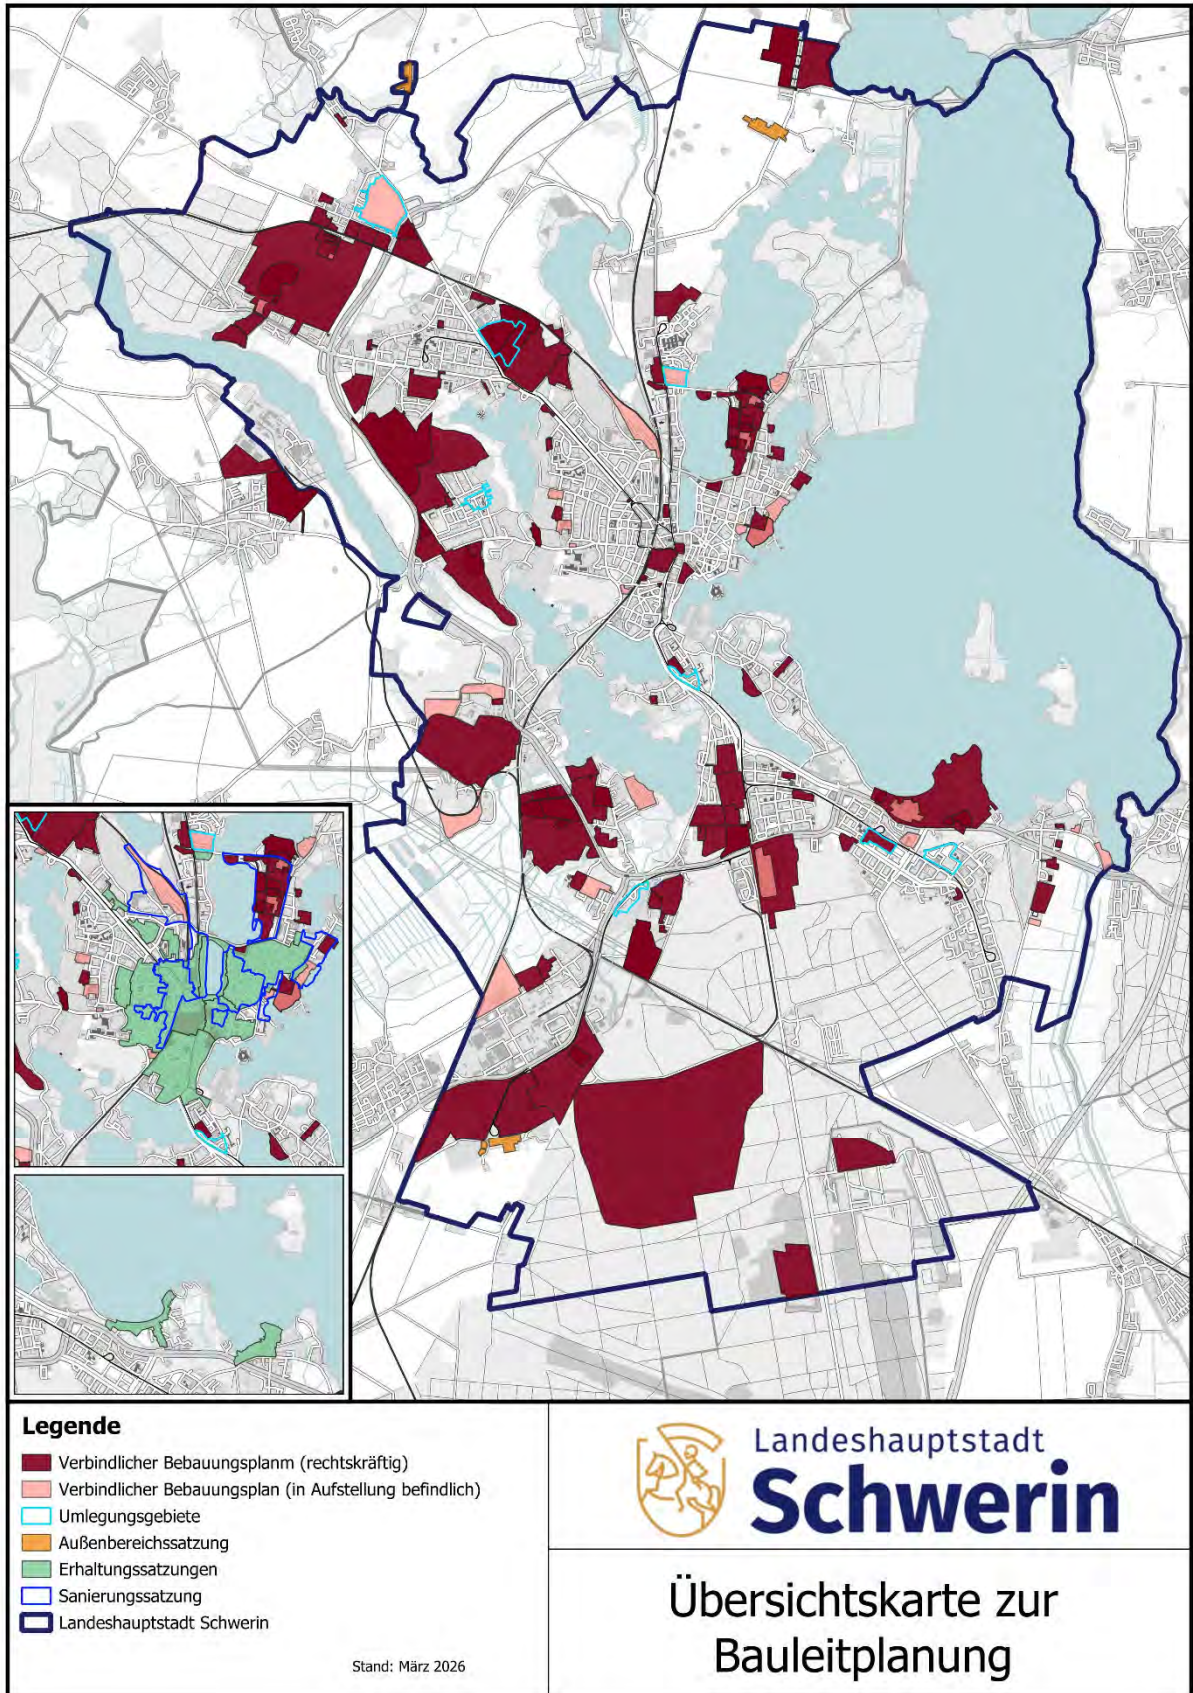 Legende
Verbindlicher Bebauungsplanm (rechtskräftig)
Verbindlicher Bebauungsplan (in Aufstellung befindlich)
Umlegungsgebiete
Außenbereichssatzung
Erhaltungssatzungen
Sanierungssatzung
Landeshauptstadt Schwerin
Stand: März 2026
Landeshauptstadt
Schwerin
Übersichtskarte zur
Bauleitplanung